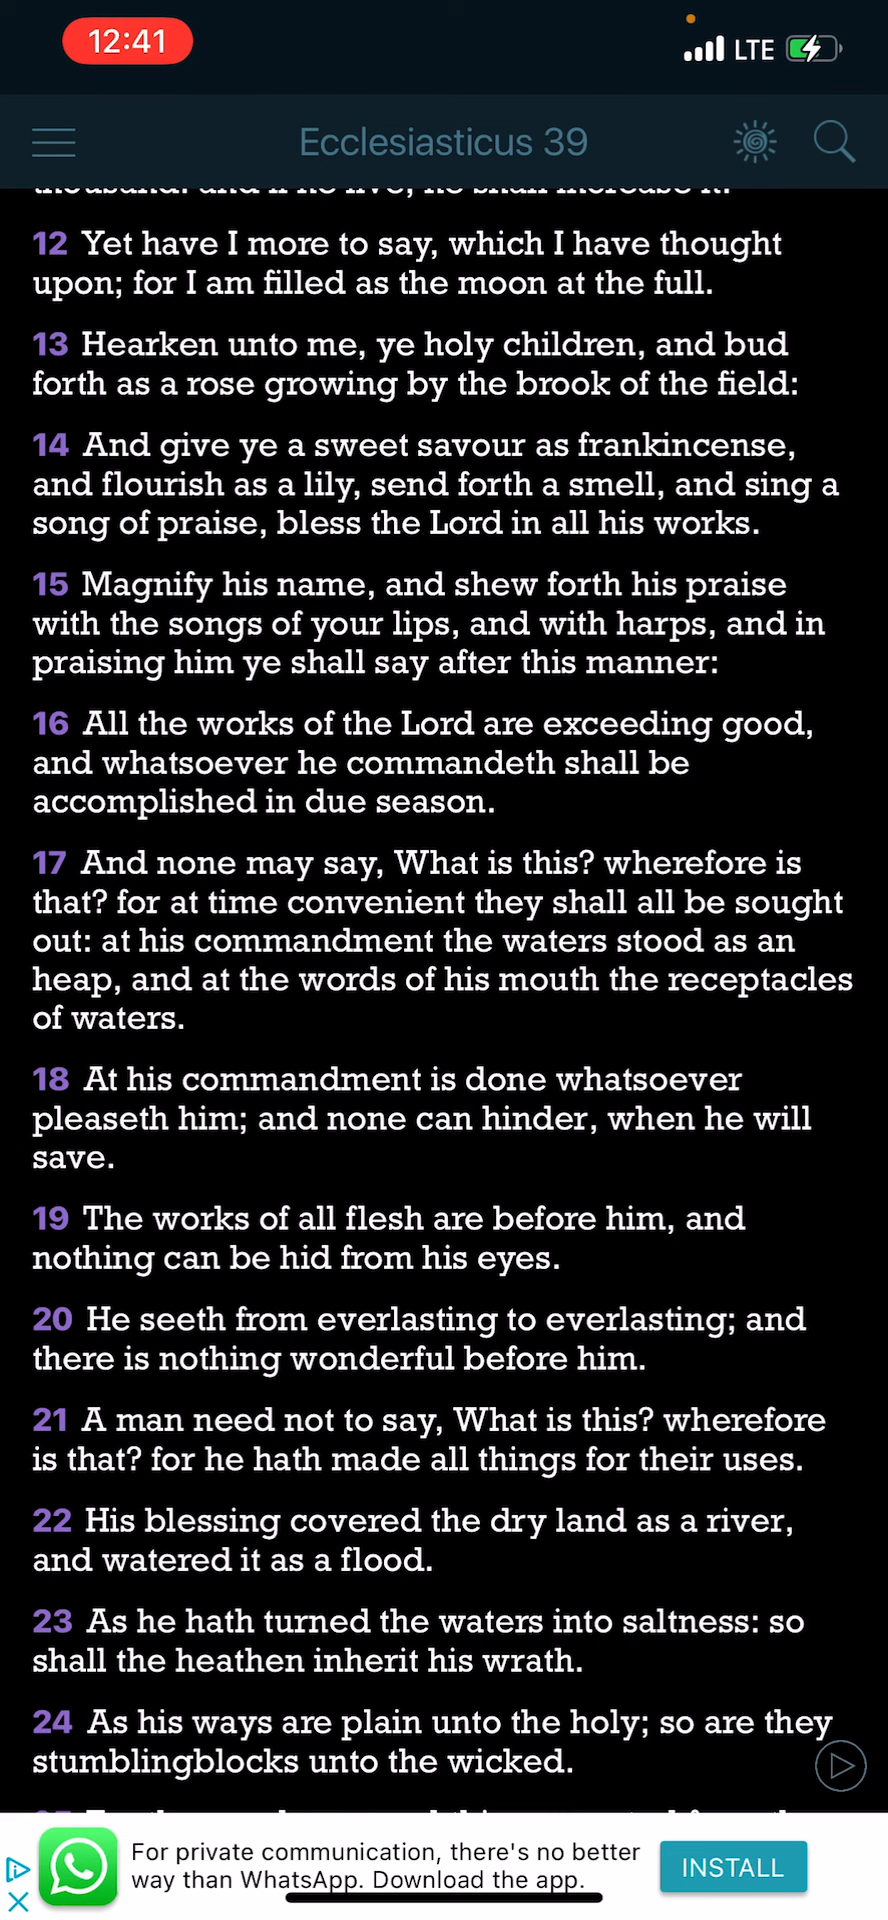 12:41
LTE
Ecclesiasticus 39
12 Yet have I more to say, which I have thought
upon; for I am filled as the moon at the full.
13 Hearken unto me, ye holy children, and bud
forth as a rose growing by the brook of the field:
14 And give ye a sweet savour as frankincense,
and flourish as a lily, send forth a smell, and sing a
song of praise, bless the Lord in all his works.
15 Magnify his name, and shew forth his praise
with the songs of your lips, and with harps, and in
praising him ye shall say after this manner:
16 All the works of the Lord are exceeding good,
and whatsoever he commandeth shall be
accomplished in due season.
17 And none may say, What is this? wherefore is
that? for at time convenient they shall all be sought
out: at his commandment the waters stood as an
heap, and at the words of his mouth the receptacles
of waters.
18 At his commandment is done whatsoever
pleaseth him; and none can hinder, when he will
save.
19 The works of all flesh are before him, and
nothing can be hid from his eyes.
20 He seeth from everlasting to everlasting; and
there is nothing wonderful before him.
21 A man need not to say, What is this? wherefore
is that? for he hath made all things for their uses.
22 His blessing covered the dry land as a river,
and watered it as a flood.
23 As he hath turned the waters into saltness: so
shall the heathen inherit his wrath.
24 As his ways are plain unto the holy; so are they
stumblingblocks unto the wicked.
For private communication, there's no better
way than WhatsApp. Download the app.
INSTALL